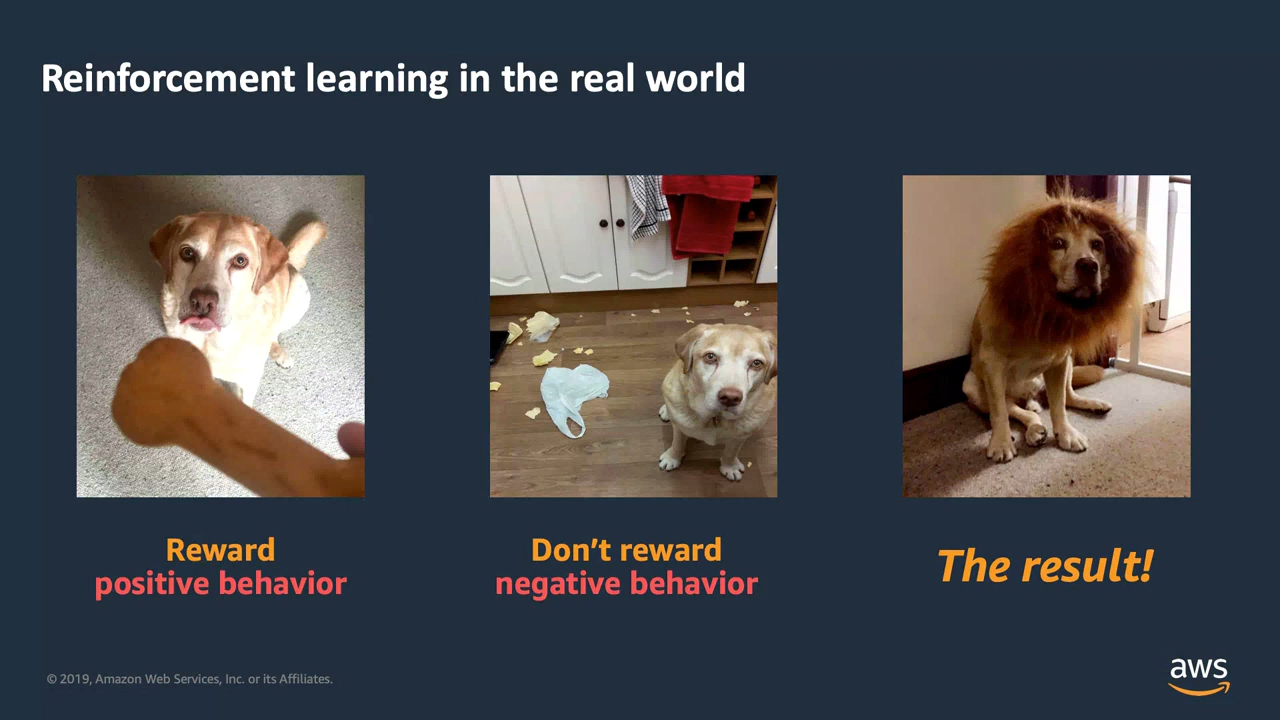 Reinforcement learning in the real world
Reward
positive behavior
Don’t reward
negative behavior
The result!
© 2019, Amazon Web Services, Inc. or its Affiliates.
aws